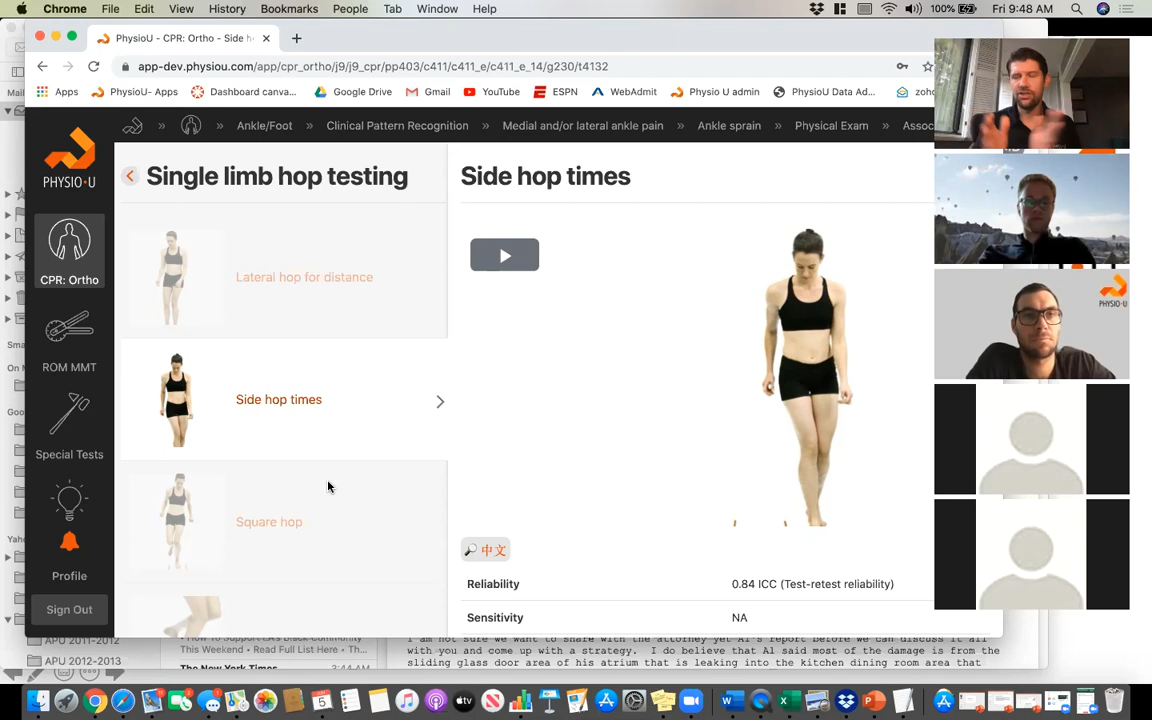 Chrome File Edit View History Bookmarks People Tab Window Help 100% Fri 9:48 AM
PhysioU - CPR: Ortho - Side h
app-dev.physiou.com/app/cpr_ortho/j9/j9_cpr/pp403/c411/c411_e/c411_e_14/g230/t4132
Apps PhysioU- Apps Dashboard canva... Google Drive Gmail YouTube ESPN WebAdmit Physio U admin PhysioU Data Ad... zoho
» » Ankle/Foot » Clinical Pattern Recognition » Medial and/or lateral ankle pain » Ankle sprain » Physical Exam » Assoc
PHYSIO-U
CPR: Ortho
ROM MMT
Special Tests
Profile
Sign Out
Single limb hop testing
Lateral hop for distance
Side hop times
Square hop
Side hop times
中文
Reliability 0.84 ICC (Test-retest reliability)
Sensitivity NA
PHYSIO-U
APU 2011-2012
APU 2012-2013
This Weekend • Read Full List Here • The
The New York Times 3:44 AM
I am not sure we want to share with the attorney yet Al's report before we can discuss it all
with you and come up with a strategy. I do believe that Al said most of the damage is from the
sliding glass door area of his atrium that is leaking into the kitchen dining room area that